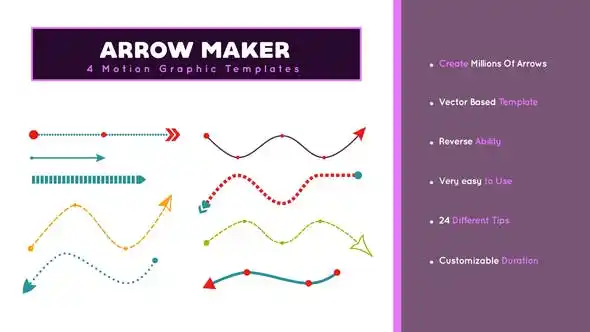 ARROW MAKER
4 Motion Graphic Templates
Create Millions Of Arrows
Vector Based Template
Reverse Ability
Very easy to Use
24 Different Tips
Customizable Duration